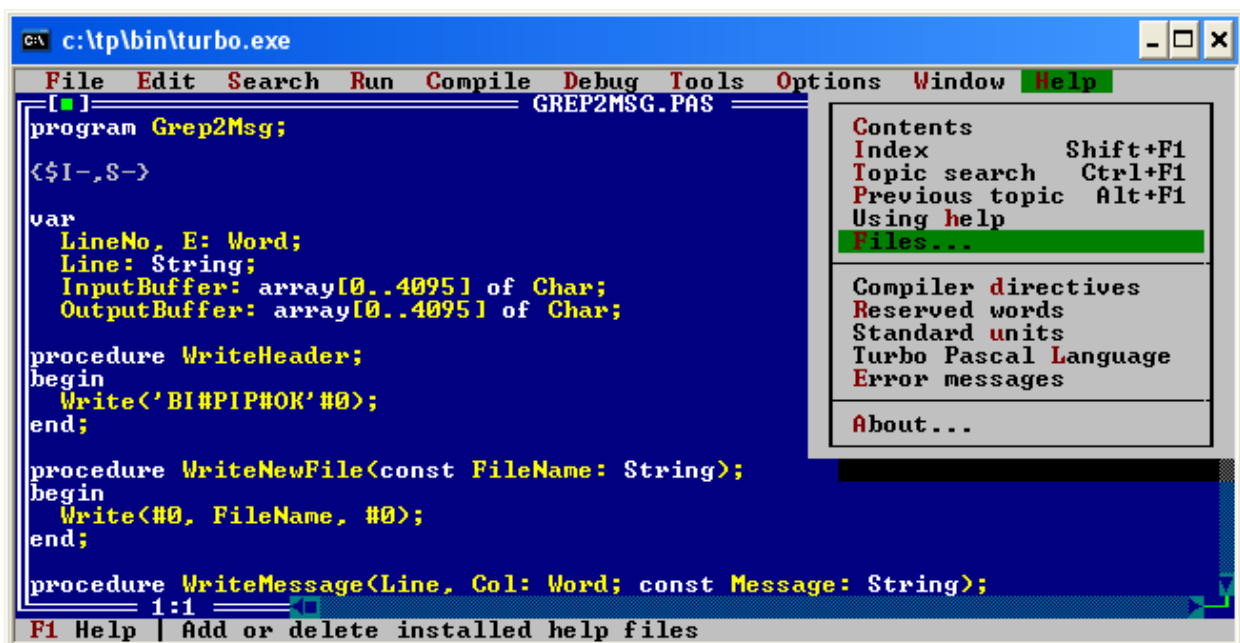 c:\tp\bin\turbo.exe
File Edit Search Run Compile Debug Tools Options Window Help
GREP2MSG.PAS
program Grep2Msg;
{$I-,S-}
var
LineNo, E: Word;
Line: String;
InputBuffer: array[0..4095] of Char;
OutputBuffer: array[0..4095] of Char;
procedure WriteHeader;
begin
Write('BI#PIP#OK'#0);
end;
procedure WriteNewFile(const FileName: String);
begin
Write(#0, FileName, #0);
end;
procedure WriteMessage(Line, Col: Word; const Message: String);
1:1
Contents
Index Shift+F1
Topic search Ctrl+F1
Previous topic Alt+F1
Using help
Files...
Compiler directives
Reserved words
Standard units
Turbo Pascal Language
Error messages
About...
F1 Help | Add or delete installed help files